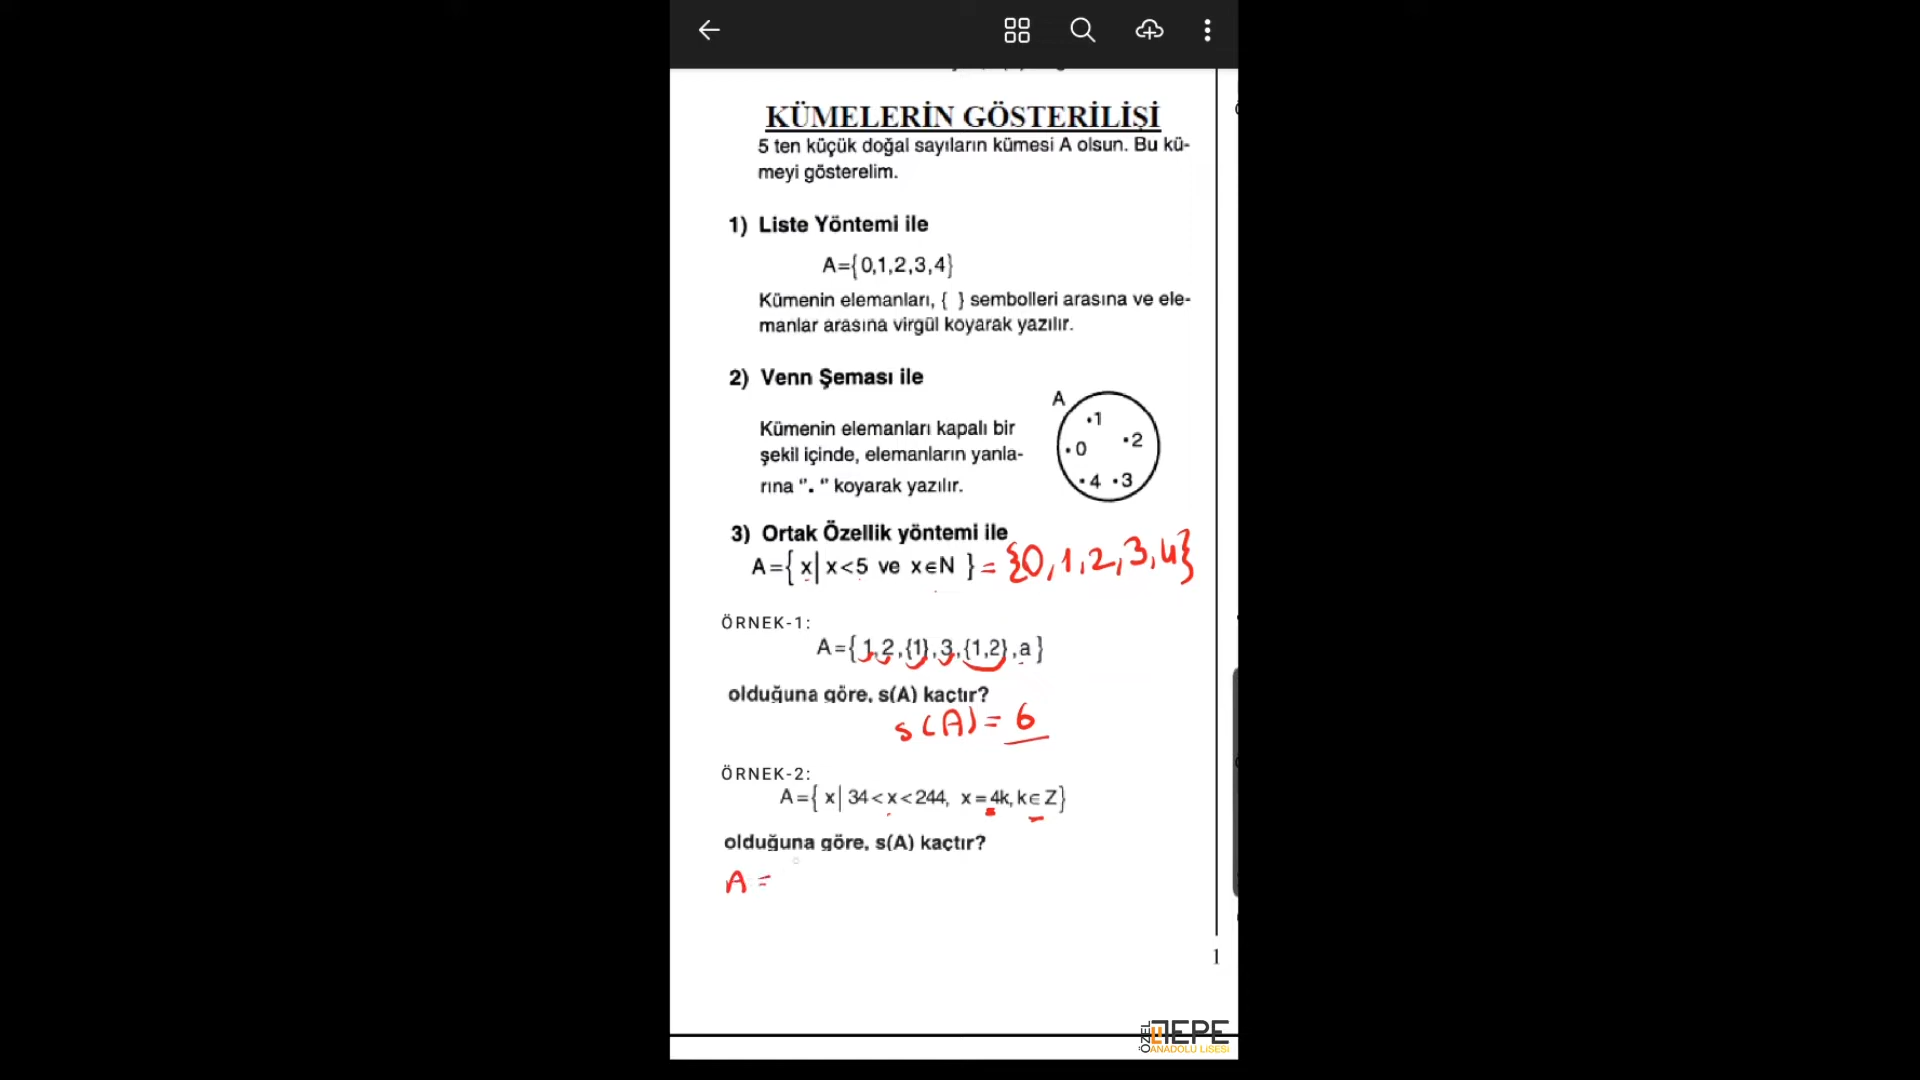 KÜMELERİN GÖSTERİLİŞİ
5 ten küçük doğal sayıların kümesi A olsun. Bu kü-
meyi gösterelim.
1) Liste Yöntemi ile
A={0,1,2,3,4}
Kümenin elemanları, { } sembolleri arasına ve ele-
manlar arasına virgül koyarak yazılır.
2) Venn Şeması ile
Kümenin elemanları kapalı bir
şekil içinde, elemanların yanla-
rına “.“ koyarak yazılır.
A
•1
•2
•0
•4 •3
3) Ortak Özellik yöntemi ile
A={ x| x<5 ve x∈N } = {0,1,2,3,4}
ÖRNEK-1:
A={ 1,2,{1},3,{1,2},a }
olduğuna göre, s(A) kaçtır?
s(A)= 6
ÖRNEK-2:
A={ x| 34<x<244, x=4k, k∈Z}
olduğuna göre, s(A) kaçtır?
A =
1
ÖZEL TEPE
ANADOLU LİSESİ